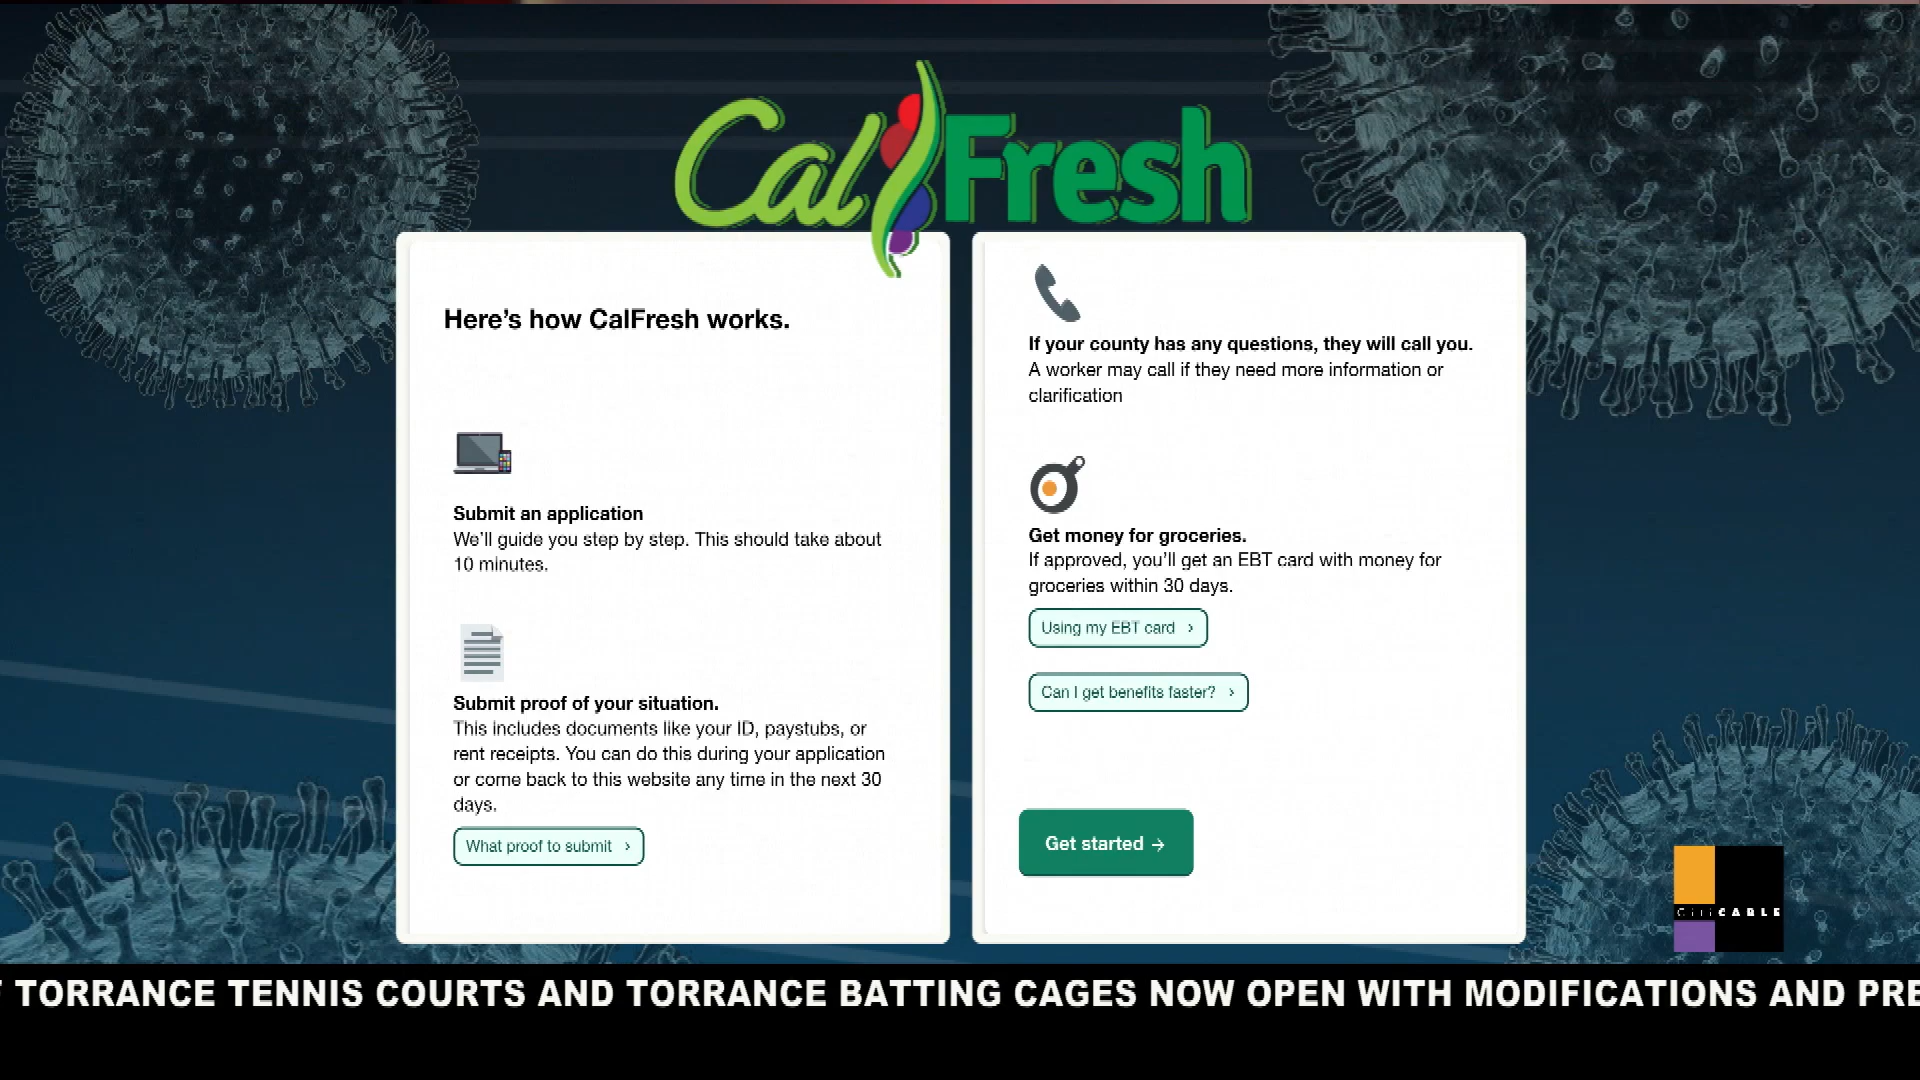 CalFresh
Here's how CalFresh works.
Submit an application
We'll guide you step by step. This should take about
10 minutes.
Submit proof of your situation.
This includes documents like your ID, paystubs, or
rent receipts. You can do this during your application
or come back to this website any time in the next 30
days.
What proof to submit ›
If your county has any questions, they will call you.
A worker may call if they need more information or
clarification
Get money for groceries.
If approved, you'll get an EBT card with money for
groceries within 30 days.
Using my EBT card ›
Can I get benefits faster? ›
Get started →
CITICABLE
TORRANCE TENNIS COURTS AND TORRANCE BATTING CAGES NOW OPEN WITH MODIFICATIONS AND PRE